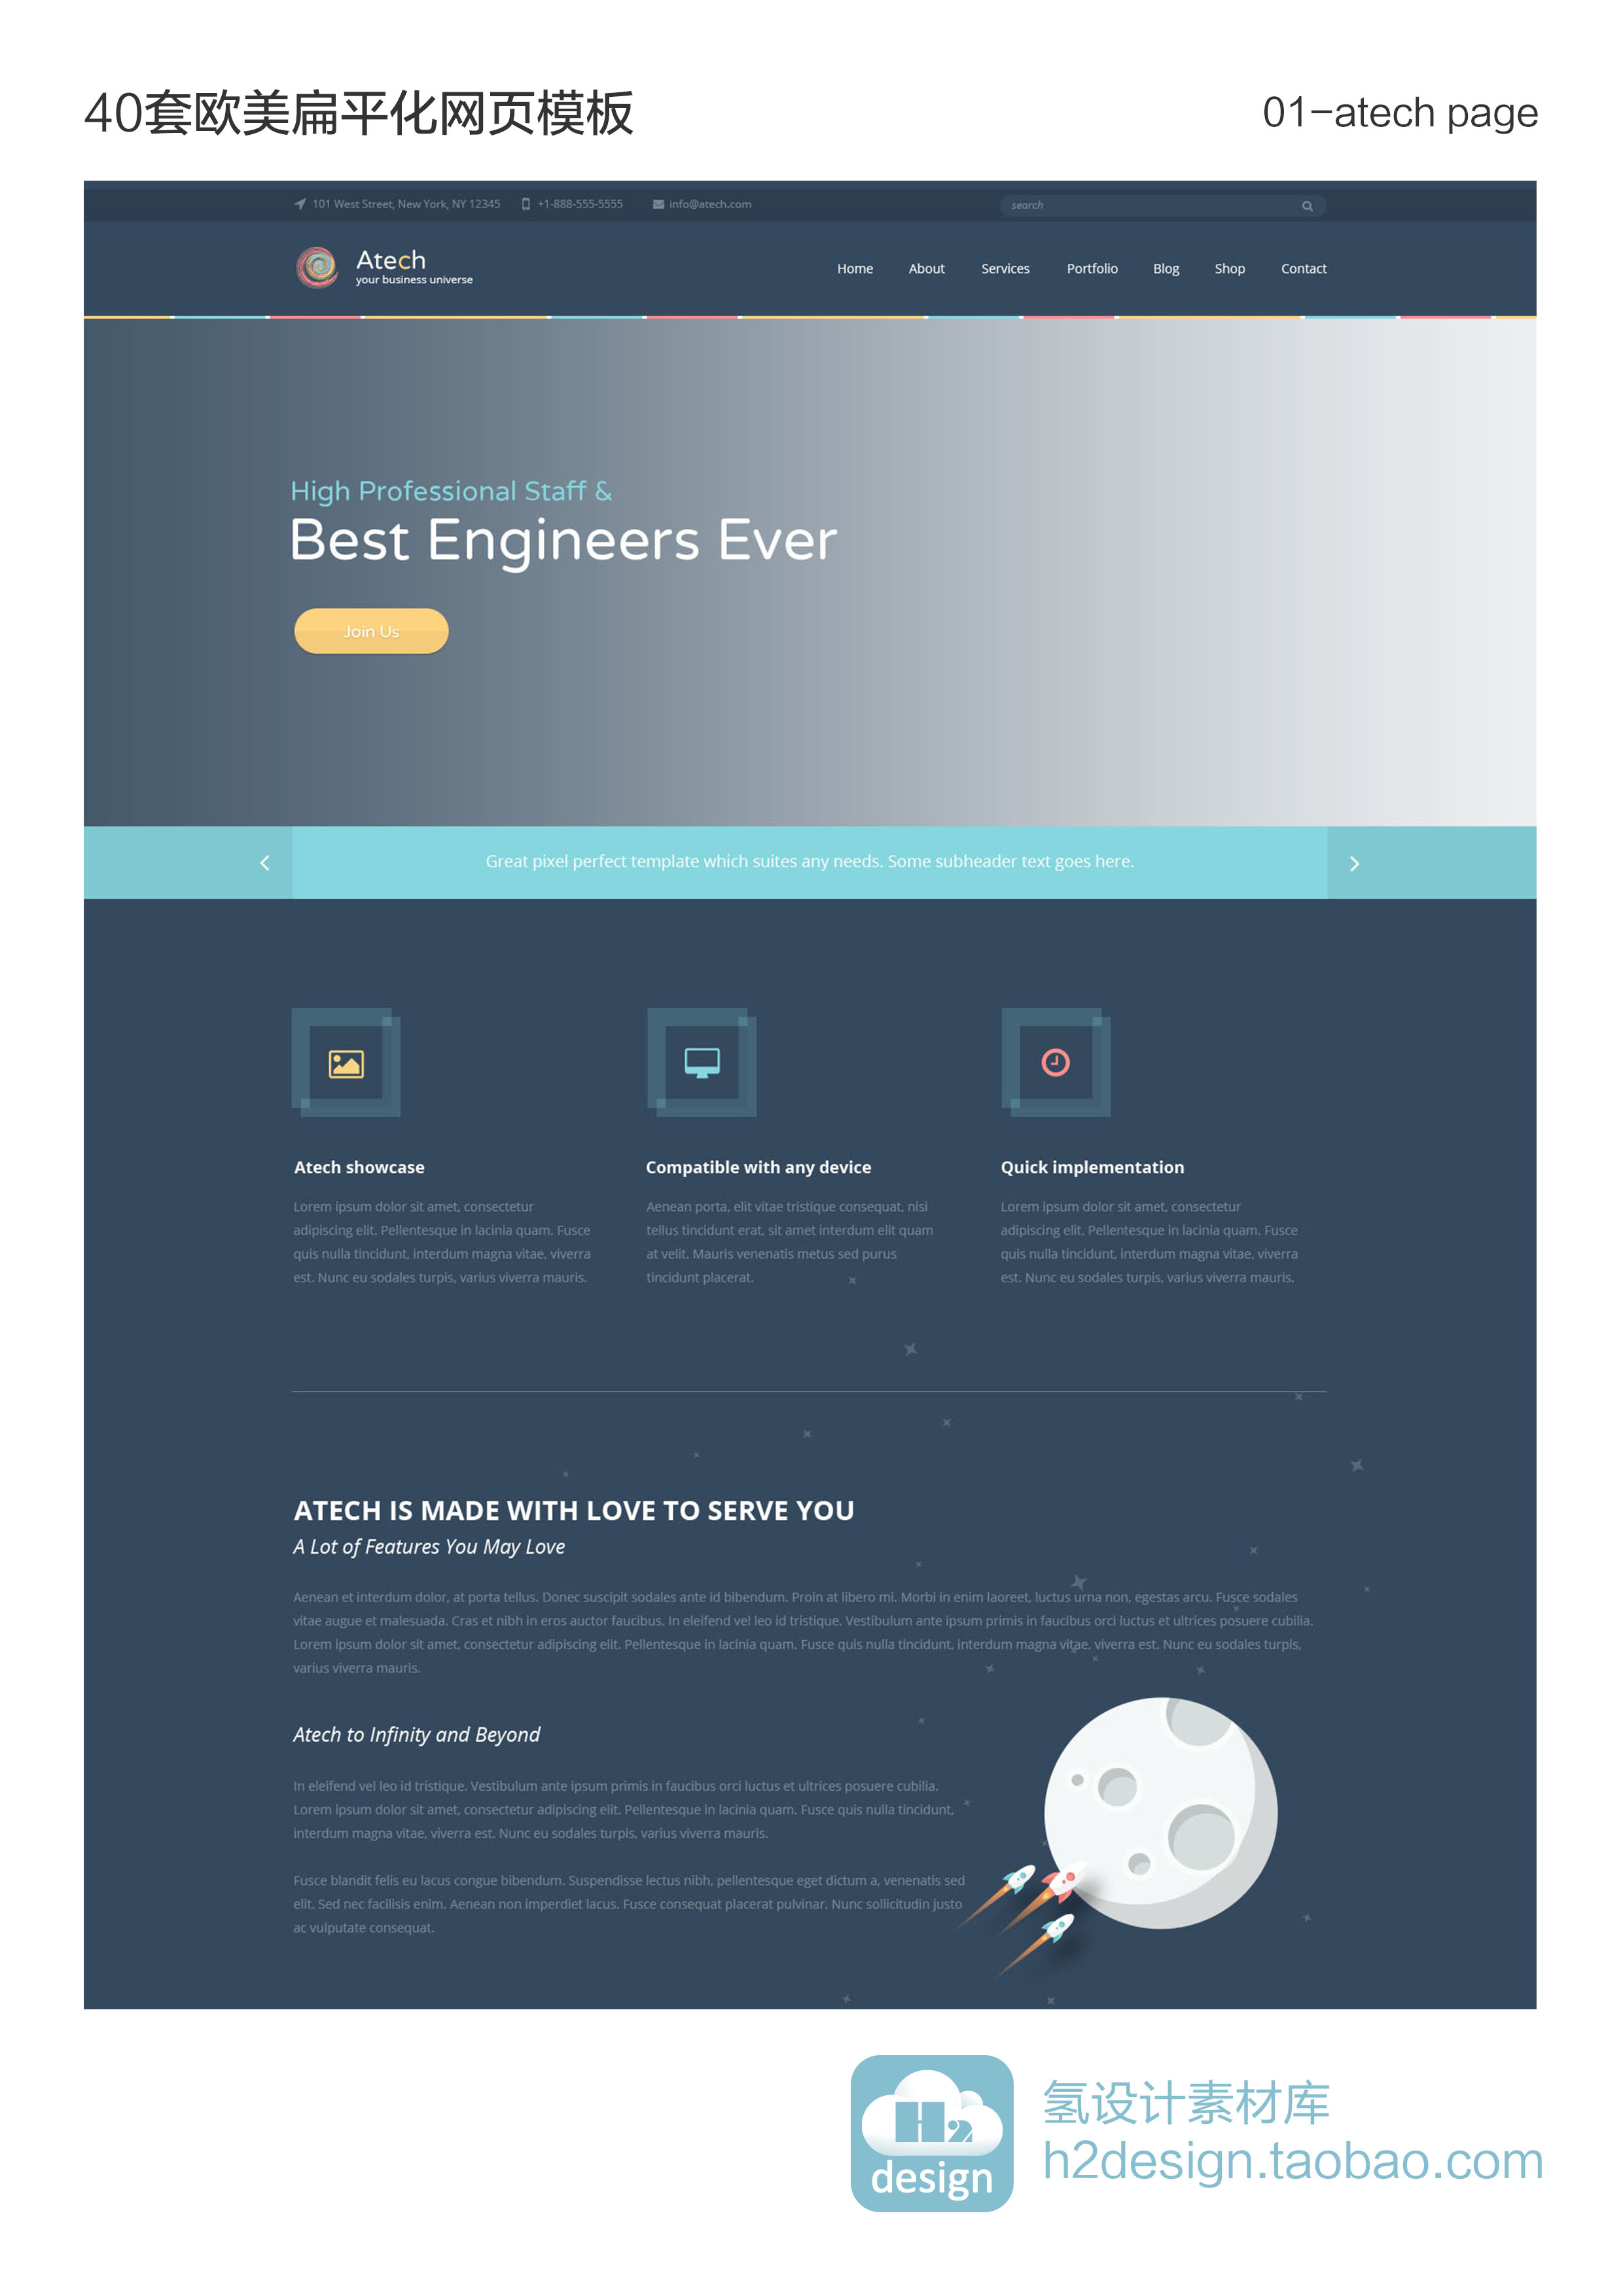 40套欧美扁平化网页模板
01-atech page
101 West Street, New York, NY 12345 +1-888-555-5555 info@atech.com search
Atech
your business universe
Home About Services Portfolio Blog Shop Contact
High Professional Staff &
Best Engineers Ever
Join Us
Great pixel perfect template which suites any needs. Some subheader text goes here.
Atech showcase
Lorem ipsum dolor sit amet, consectetur
adipiscing elit. Pellentesque in lacinia quam. Fusce
quis nulla tincidunt, interdum magna vitae, viverra
est. Nunc eu sodales turpis, varius viverra mauris.
Compatible with any device
Aenean porta, elit vitae tristique consequat, nisi
tellus tincidunt erat, sit amet interdum elit quam
at velit. Mauris venenatis metus sed purus
tincidunt placerat.
Quick implementation
Lorem ipsum dolor sit amet, consectetur
adipiscing elit. Pellentesque in lacinia quam. Fusce
quis nulla tincidunt, interdum magna vitae, viverra
est. Nunc eu sodales turpis, varius viverra mauris.
ATECH IS MADE WITH LOVE TO SERVE YOU
A Lot of Features You May Love
Aenean et interdum dolor, at porta tellus. Donec suscipit sodales ante id bibendum. Proin at libero mi. Morbi in enim laoreet, luctus urna non, egestas arcu. Fusce sodales
vitae augue et malesuada. Cras et nibh in eros auctor faucibus. In eleifend vel leo id tristique. Vestibulum ante ipsum primis in faucibus orci luctus et ultrices posuere cubilia.
Lorem ipsum dolor sit amet, consectetur adipiscing elit. Pellentesque in lacinia quam. Fusce quis nulla tincidunt, interdum magna vitae, viverra est. Nunc eu sodales turpis,
varius viverra mauris.
Atech to Infinity and Beyond
In eleifend vel leo id tristique. Vestibulum ante ipsum primis in faucibus orci luctus et ultrices posuere cubilia.
Lorem ipsum dolor sit amet, consectetur adipiscing elit. Pellentesque in lacinia quam. Fusce quis nulla tincidunt,
interdum magna vitae, viverra est. Nunc eu sodales turpis, varius viverra mauris.
Fusce blandit felis eu lacus congue bibendum. Suspendisse lectus nibh, pellentesque eget dictum a, venenatis sed
elit. Sed nec facilisis enim. Aenean non imperdiet lacus. Fusce consequat placerat pulvinar. Nunc sollicitudin justo
ac vulputate consequat.
H2
design
氢设计素材库
h2design.taobao.com